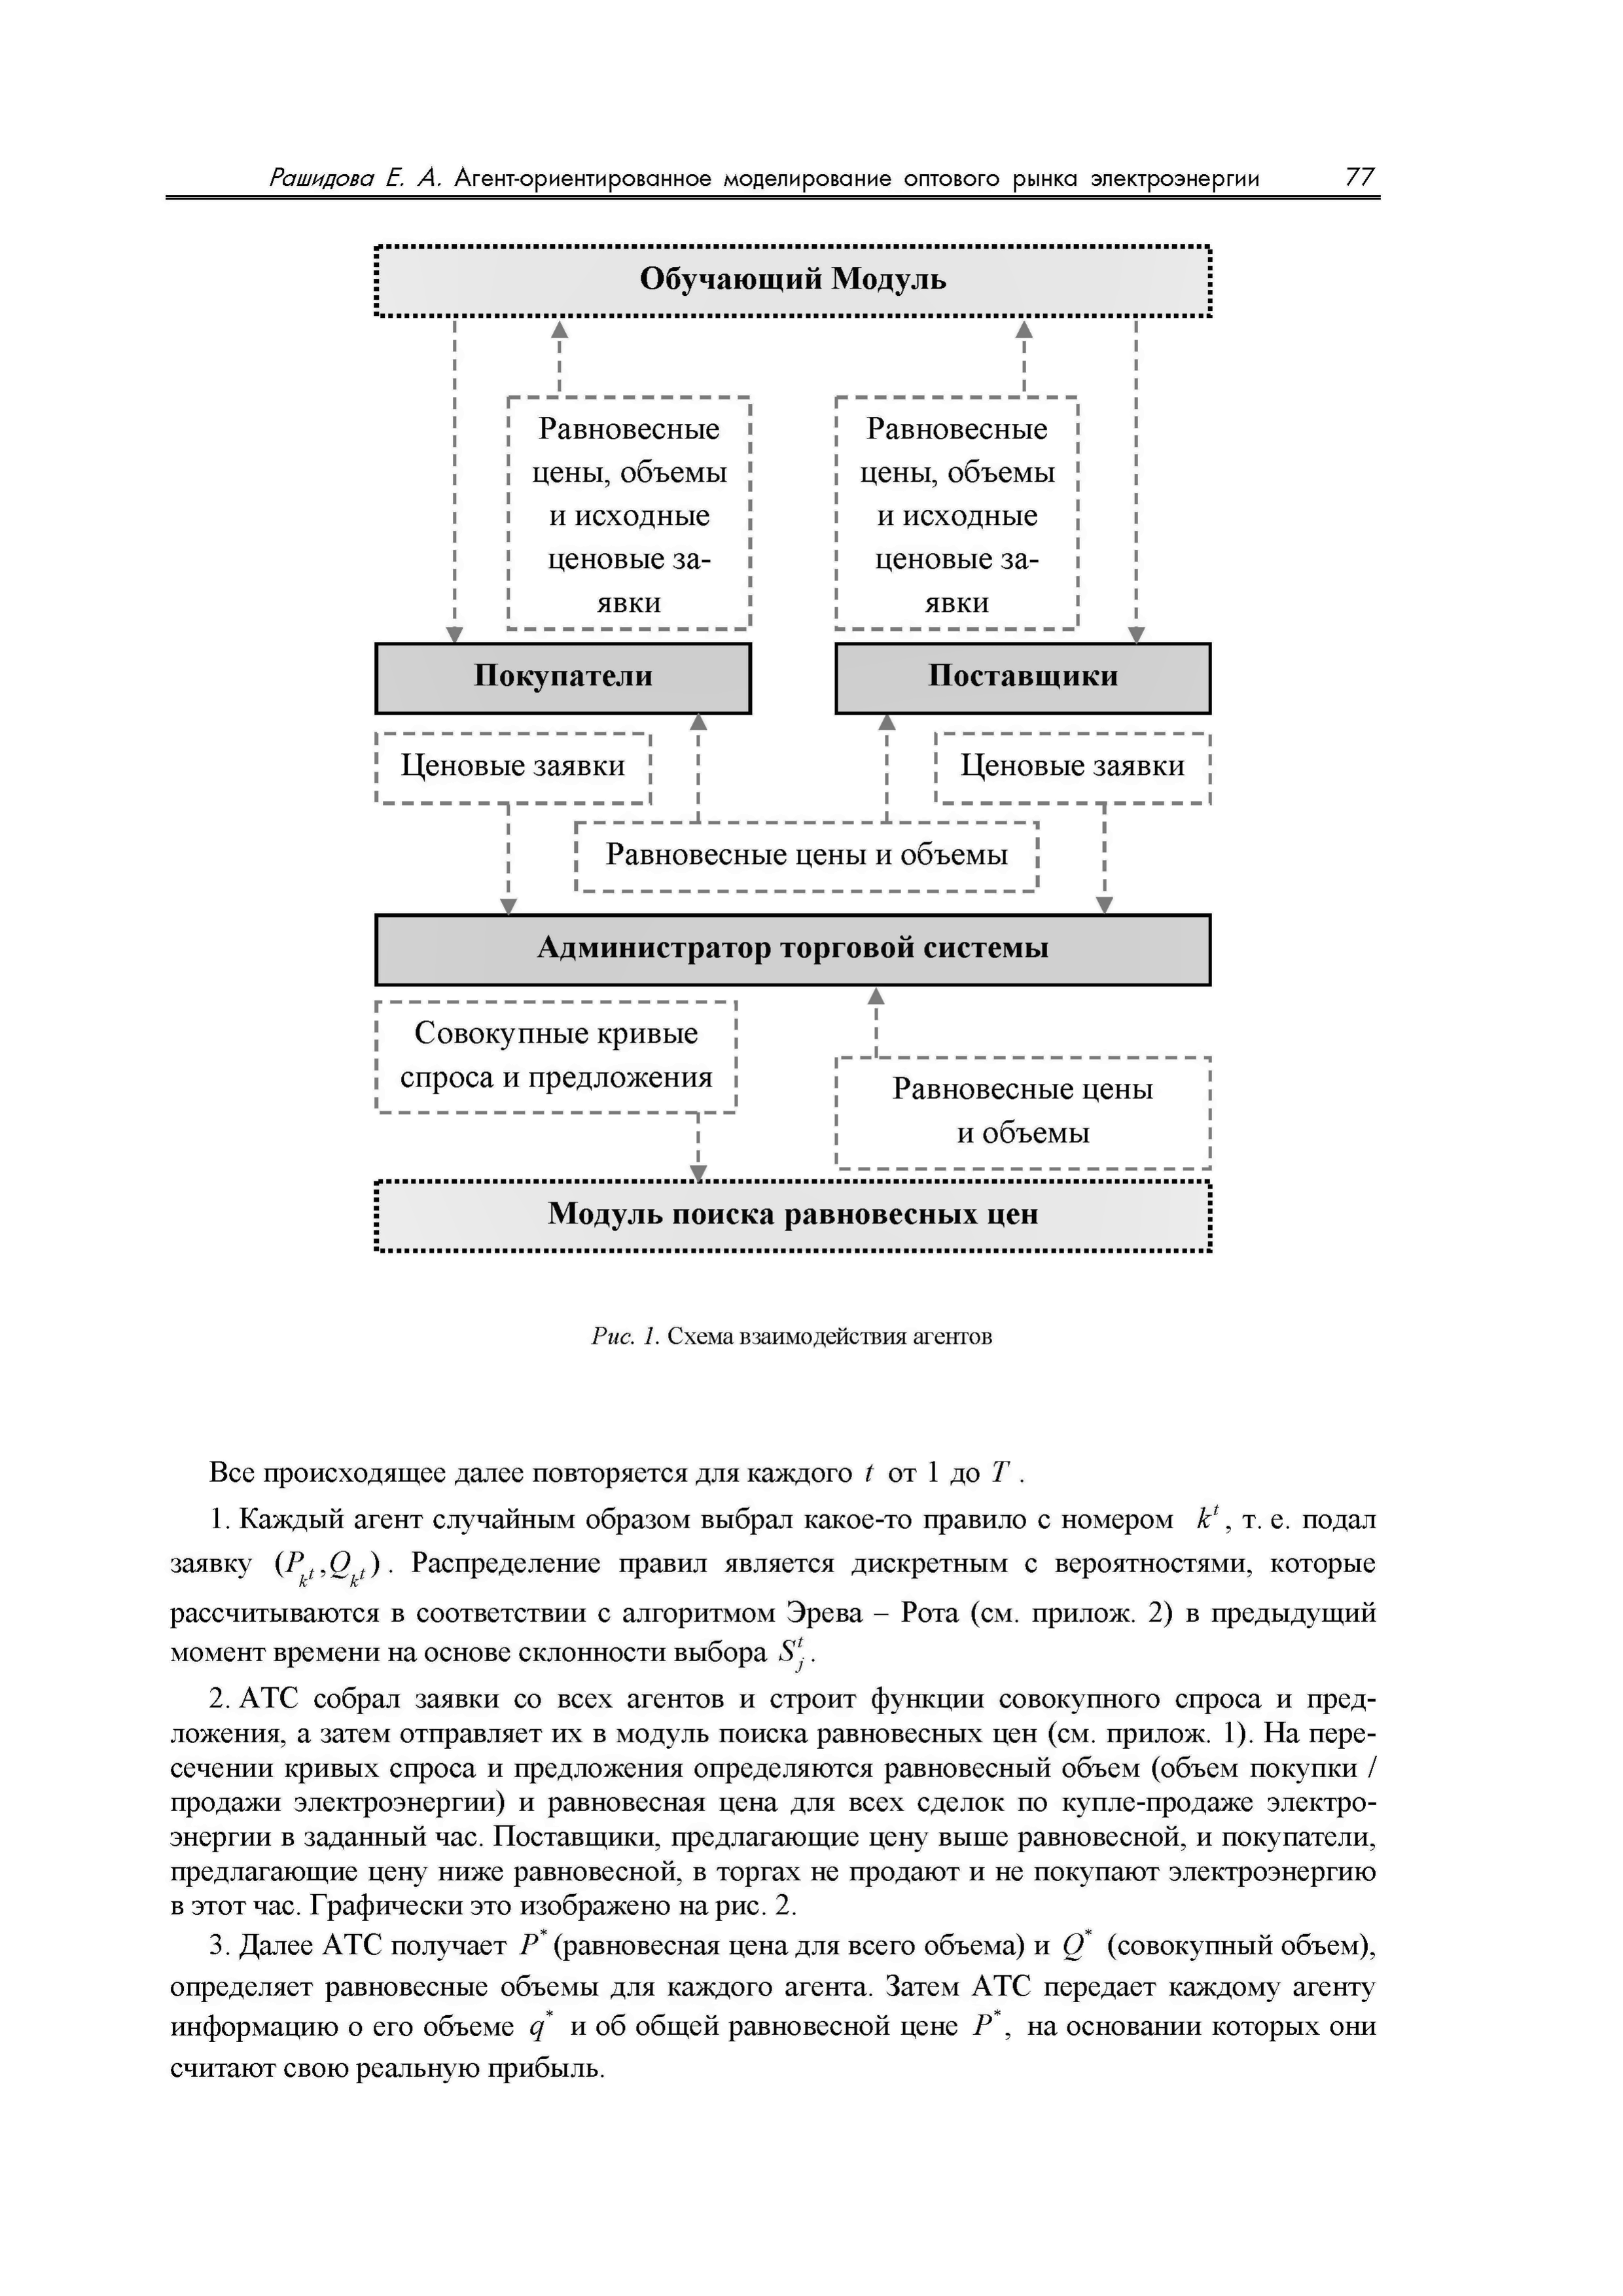 Рашидова Е. А. Агент-ориентированное моделирование оптового рынка электроэнергии 77
Обучающий Модуль
Равновесные
цены, объемы
и исходные
ценовые за-
явки
Равновесные
цены, объемы
и исходные
ценовые за-
явки
Покупатели
Поставщики
Ценовые заявки
Ценовые заявки
Равновесные цены и объемы
Администратор торговой системы
Совокупные кривые
спроса и предложения
Равновесные цены
и объемы
Модуль поиска равновесных цен
Рис. 1. Схема взаимодействия агентов
Все происходящее далее повторяется для каждого t от 1 до T .
1. Каждый агент случайным образом выбрал какое-то правило с номером k^t , т. е. подал
заявку (P_{k^t},Q_{k^t}) . Распределение правил является дискретным с вероятностями, которые
рассчитываются в соответствии с алгоритмом Эрева – Рота (см. прилож. 2) в предыдущий
момент времени на основе склонности выбора S_j^t .
2. АТС собрал заявки со всех агентов и строит функции совокупного спроса и пред-
ложения, а затем отправляет их в модуль поиска равновесных цен (см. прилож. 1). На пере-
сечении кривых спроса и предложения определяются равновесный объем (объем покупки /
продажи электроэнергии) и равновесная цена для всех сделок по купле-продаже электро-
энергии в заданный час. Поставщики, предлагающие цену выше равновесной, и покупатели,
предлагающие цену ниже равновесной, в торгах не продают и не покупают электроэнергию
в этот час. Графически это изображено на рис. 2.
3. Далее АТС получает P* (равновесная цена для всего объема) и Q* (совокупный объем),
определяет равновесные объемы для каждого агента. Затем АТС передает каждому агенту
информацию о его объеме q* и об общей равновесной цене P*, на основании которых они
считают свою реальную прибыль.